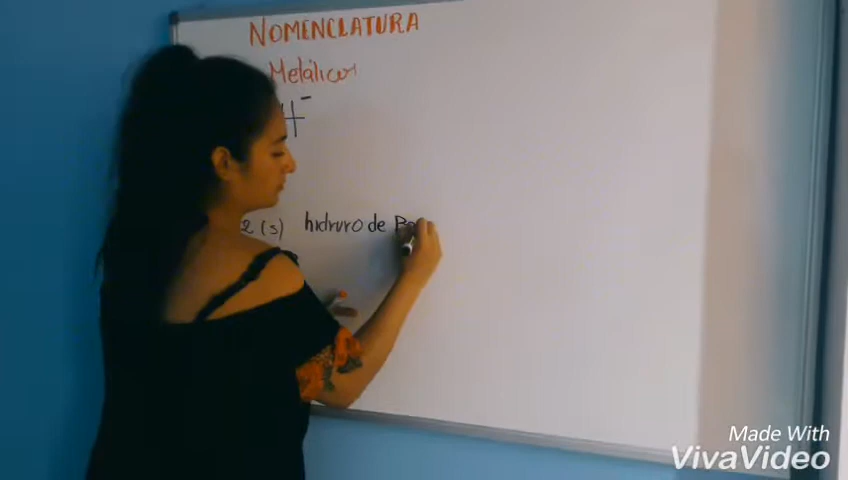 NOMENCLATURA
Metálicos
H⁻
2 (s) hidruro de
Made With
VivaVideo